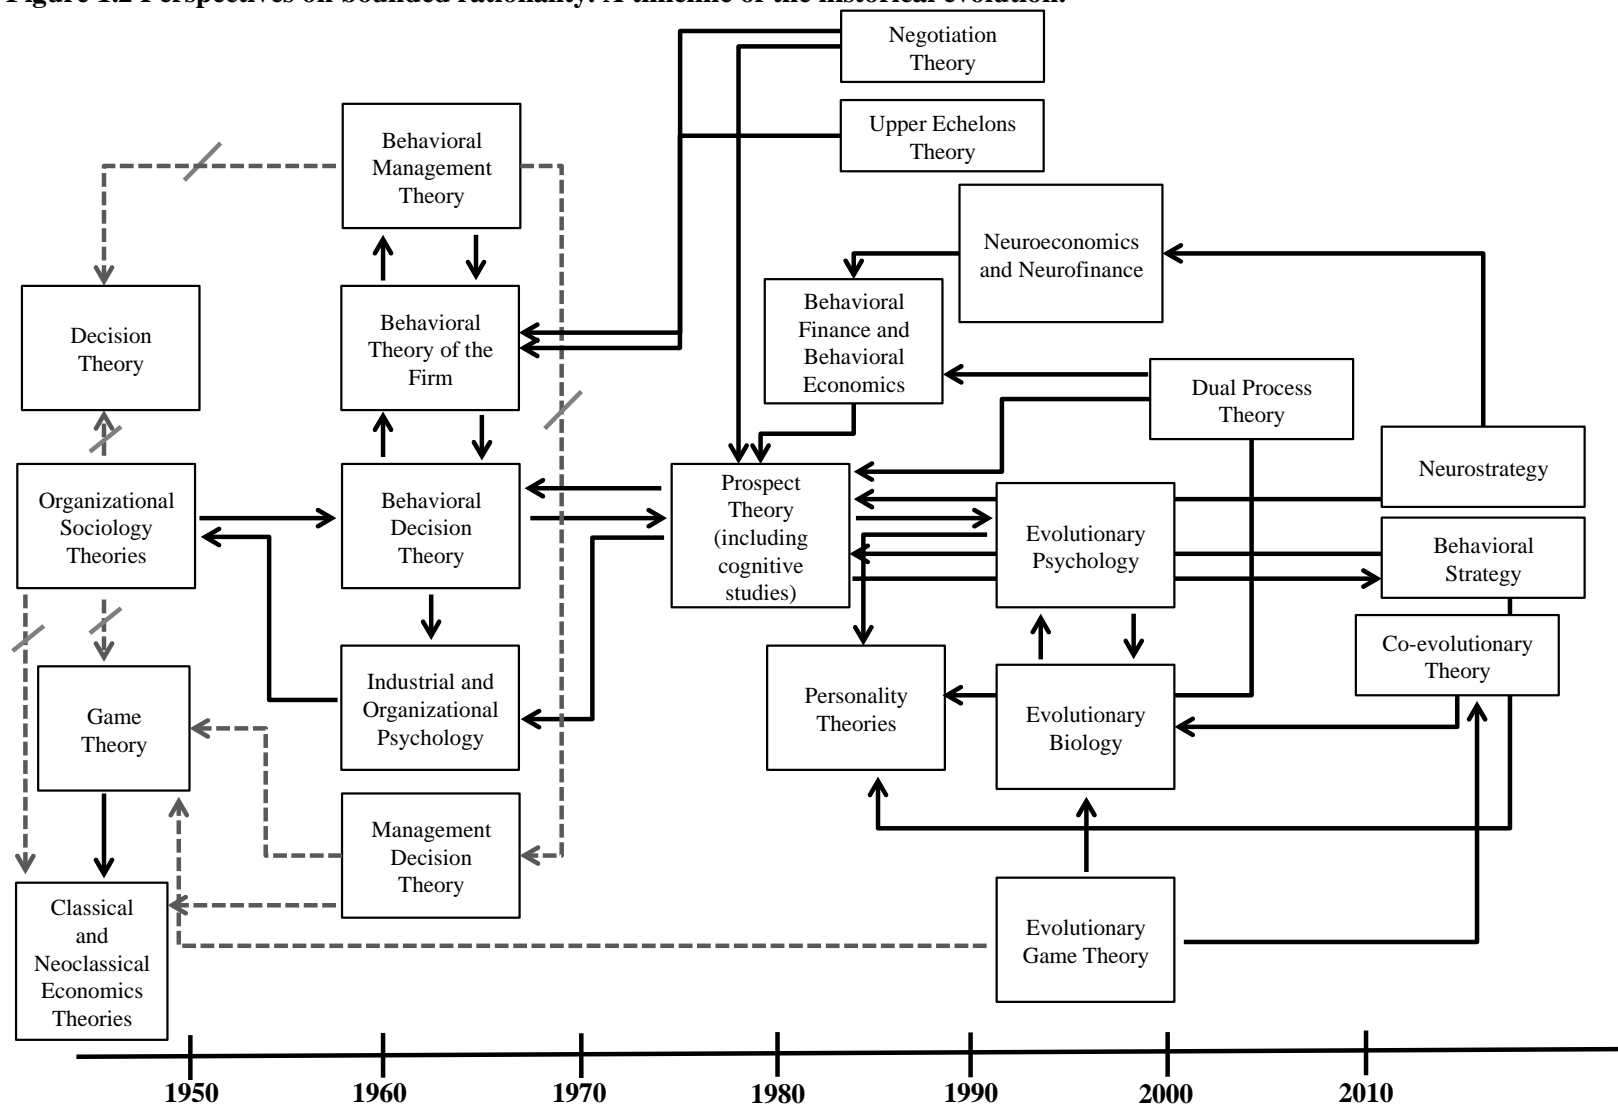 Figure 1.2 Perspectives on bounded rationality: A timeline of the historical evolution.
Negotiation
Theory
Upper Echelons
Theory
Behavioral
Management
Theory
Neuroeconomics
and Neurofinance
Decision
Theory
Behavioral
Theory of the
Firm
Behavioral
Finance and
Behavioral
Economics
Dual Process
Theory
Neurostrategy
Organizational
Sociology
Theories
Behavioral
Decision
Theory
Prospect
Theory
(including
cognitive
studies)
Evolutionary
Psychology
Behavioral
Strategy
Co-evolutionary
Theory
Game
Theory
Industrial and
Organizational
Psychology
Personality
Theories
Evolutionary
Biology
Management
Decision
Theory
Classical
and
Neoclassical
Economics
Theories
Evolutionary
Game Theory
1950
1960
1970
1980
1990
2000
2010